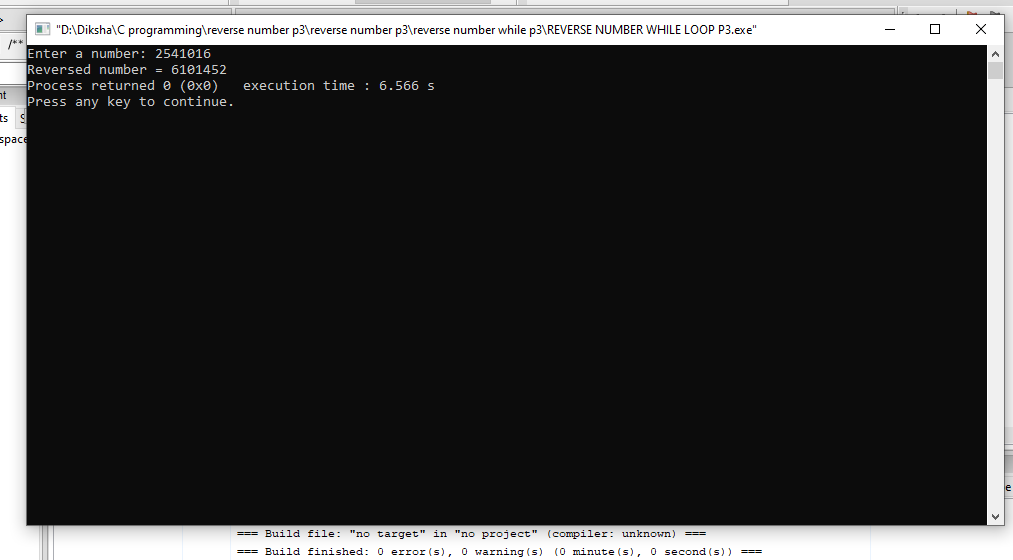 "D:\Diksha\C programming\reverse number p3\reverse number p3\reverse number while p3\REVERSE NUMBER WHILE LOOP P3.exe"
/**
Enter a number: 2541016
Reversed number = 6101452
Process returned 0 (0x0)   execution time : 6.566 s
Press any key to continue.
nt
ts S
space
e
=== Build file: "no target" in "no project" (compiler: unknown) ===
=== Build finished: 0 error(s), 0 warning(s) (0 minute(s), 0 second(s)) ===